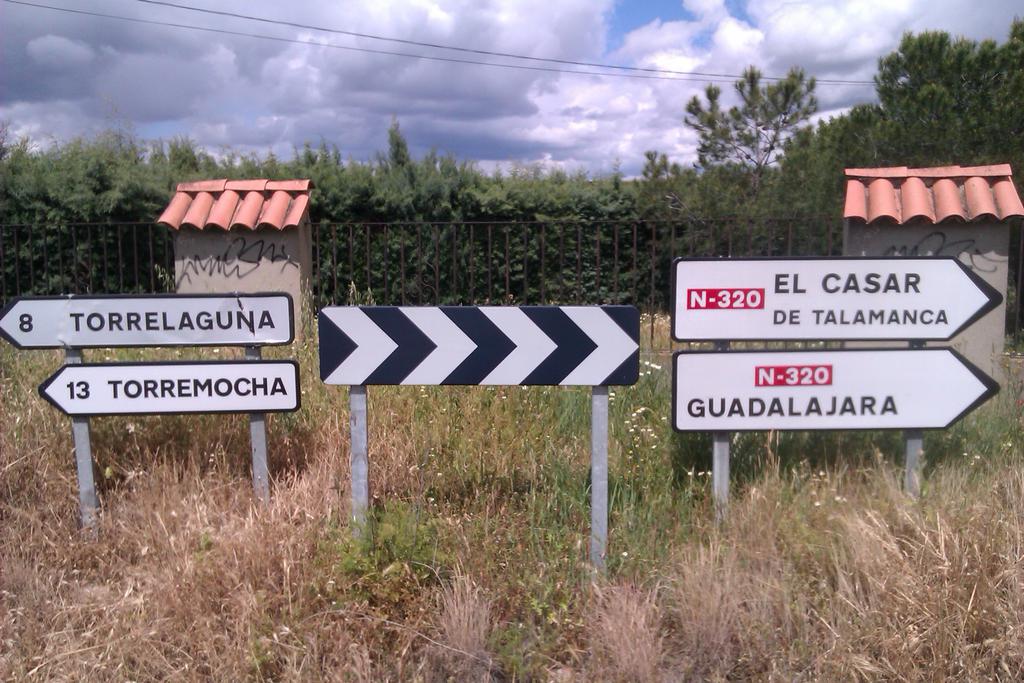 8 TORRELAGUNA
13 TORREMOCHA
N-320 EL CASAR
DE TALAMANCA
N-320
GUADALAJARA